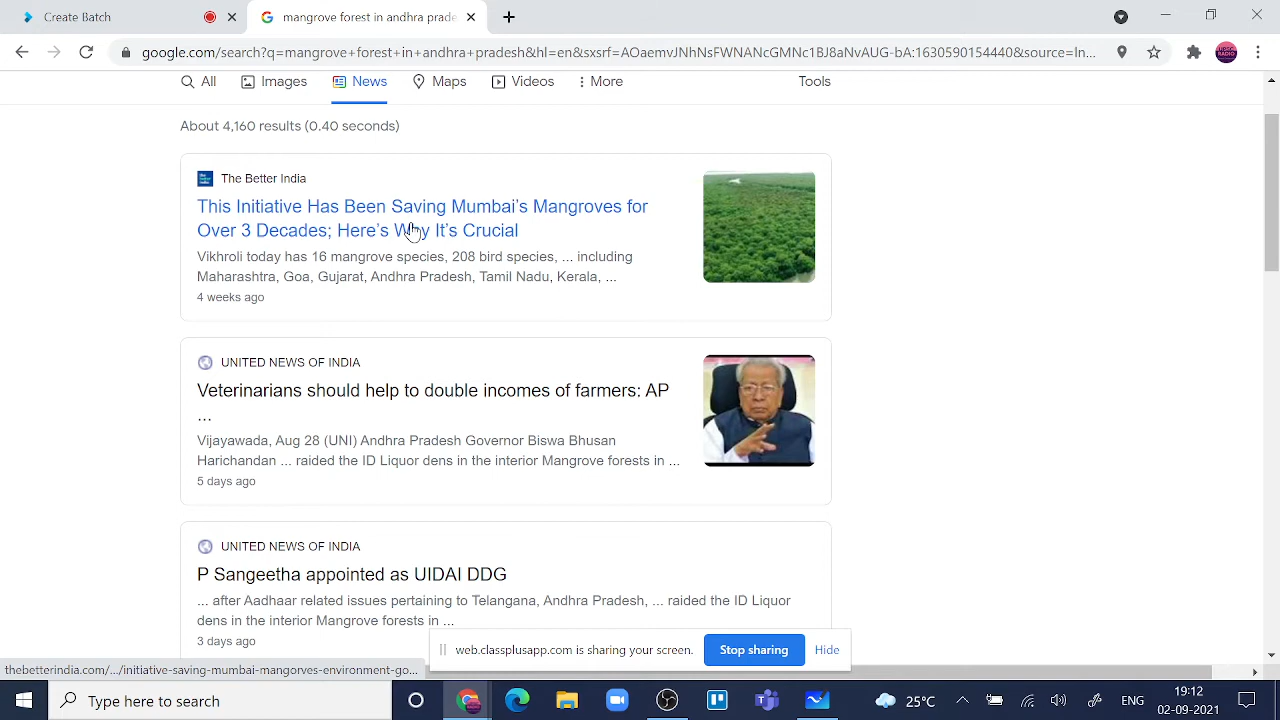 Create Batch
mangrove forest in andhra prade
google.com/search?q=mangrove+forest+in+andhra+pradesh&hl=en&sxsrf=AOaemvJNhNsFWNANcGMNc1BJ8aNvAUG-bA:1630590154440&source=ln...
All
Images
News
Maps
Videos
More
Tools
About 4,160 results (0.40 seconds)
The Better India
This Initiative Has Been Saving Mumbai's Mangroves for
Over 3 Decades; Here's Why It's Crucial
Vikhroli today has 16 mangrove species, 208 bird species, ... including
Maharashtra, Goa, Gujarat, Andhra Pradesh, Tamil Nadu, Kerala, ...
4 weeks ago
UNITED NEWS OF INDIA
Veterinarians should help to double incomes of farmers: AP
...
Vijayawada, Aug 28 (UNI) Andhra Pradesh Governor Biswa Bhusan
Harichandan ... raided the ID Liquor dens in the interior Mangrove forests in ...
5 days ago
UNITED NEWS OF INDIA
P Sangeetha appointed as UIDAI DDG
... after Aadhaar related issues pertaining to Telangana, Andhra Pradesh, ... raided the ID Liquor
dens in the interior Mangrove forests in ...
3 days ago
web.classplusapp.com is sharing your screen.
Stop sharing
Hide
thebetterindia.com/.../initiative-saving-mumbai-mangorves-environment-go...
Type here to search
25°C
ENG
19:12
02-09-2021